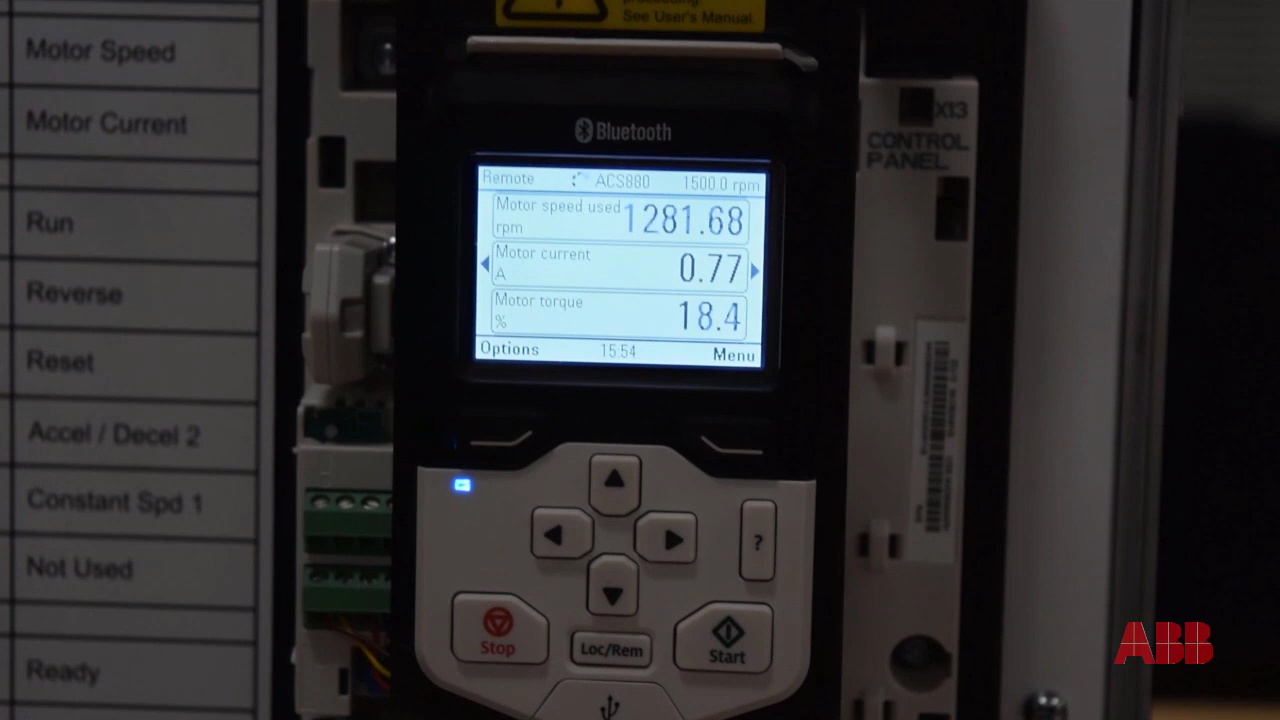 See User's Manual.
Motor Speed
Motor Current
Run
Reverse
Reset
Accel / Decel 2
Constant Spd 1
Not Used
Ready
Bluetooth
Remote ACS880 1500.0 rpm
Motor speed used 1281.68
rpm
Motor current 0.77
A
Motor torque 18.4
%
Options 15:54 Menu
?
Stop
Loc/Rem
Start
X13
CONTROL
PANEL
ABB